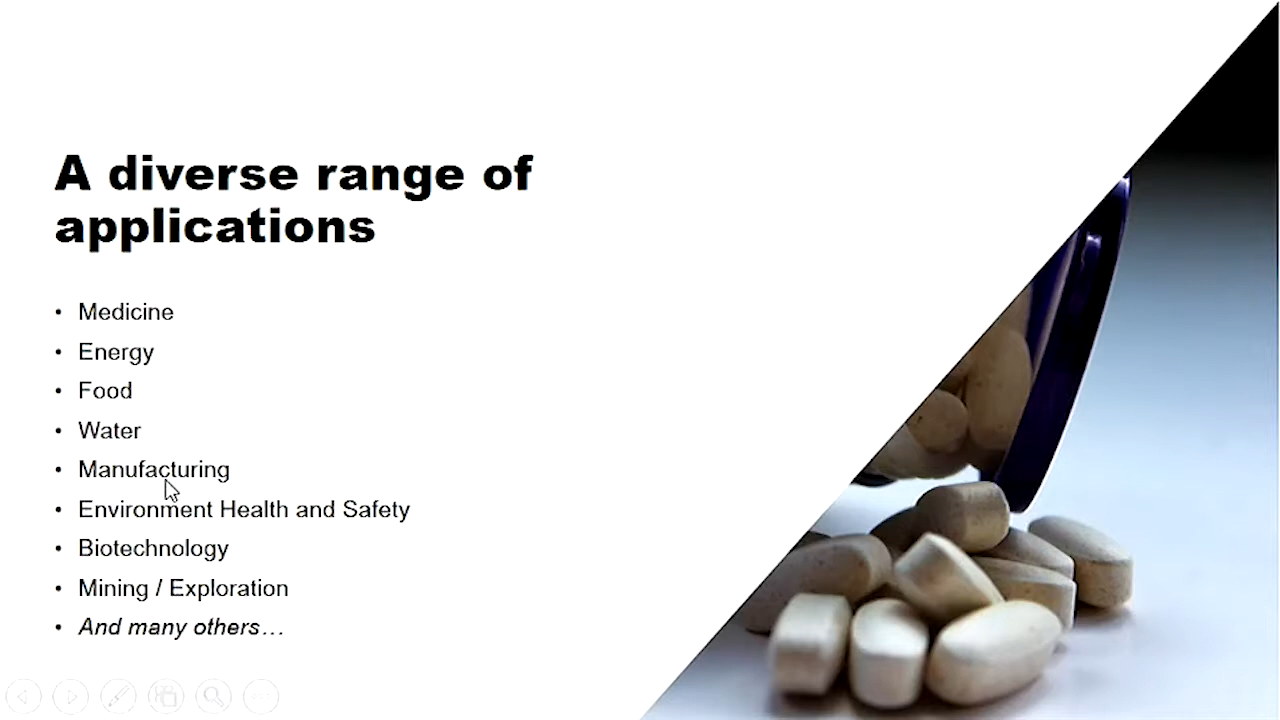 A diverse range of
applications
• Medicine
• Energy
• Food
• Water
• Manufacturing
• Environment Health and Safety
• Biotechnology
• Mining / Exploration
• And many others…